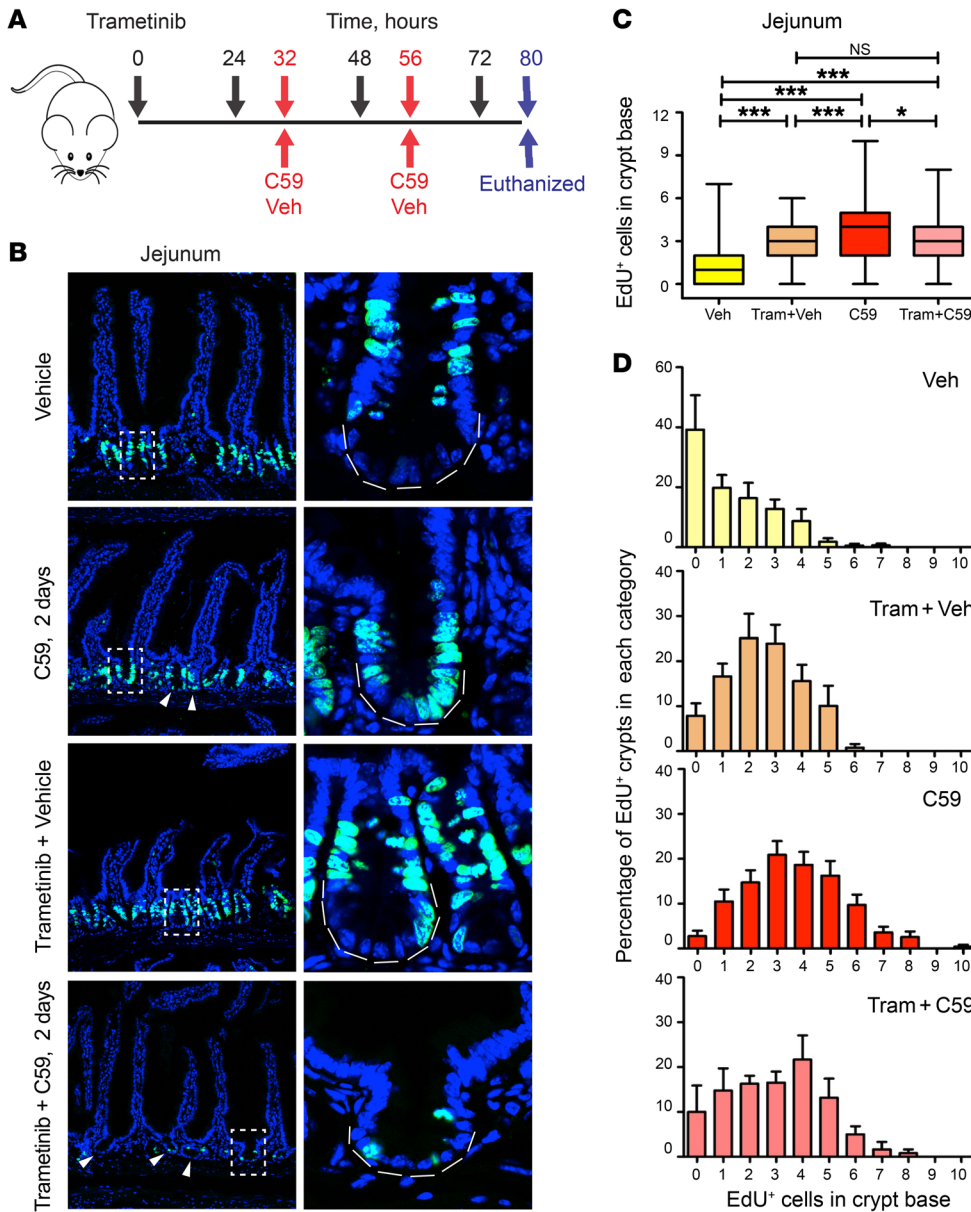 A
Trametinib
Time, hours
0 24 32 48 56 72 80
C59
Veh
C59
Veh
Euthanized
B
Jejunum
Vehicle
C59, 2 days
Trametinib + Vehicle
Trametinib + C59, 2 days
C
Jejunum
NS
***
***
*** *** *
EdU⁺ cells in crypt base
12
9
6
3
0
Veh Tram+Veh C59 Tram+C59
D
Percentage of EdU⁺ crypts in each category
Veh
60
40
20
0
0 1 2 3 4 5 6 7 8 9 10
Tram + Veh
40
30
20
10
0
0 1 2 3 4 5 6 7 8 9 10
C59
40
30
20
10
0
0 1 2 3 4 5 6 7 8 9 10
Tram + C59
40
30
20
10
0
0 1 2 3 4 5 6 7 8 9 10
EdU⁺ cells in crypt base